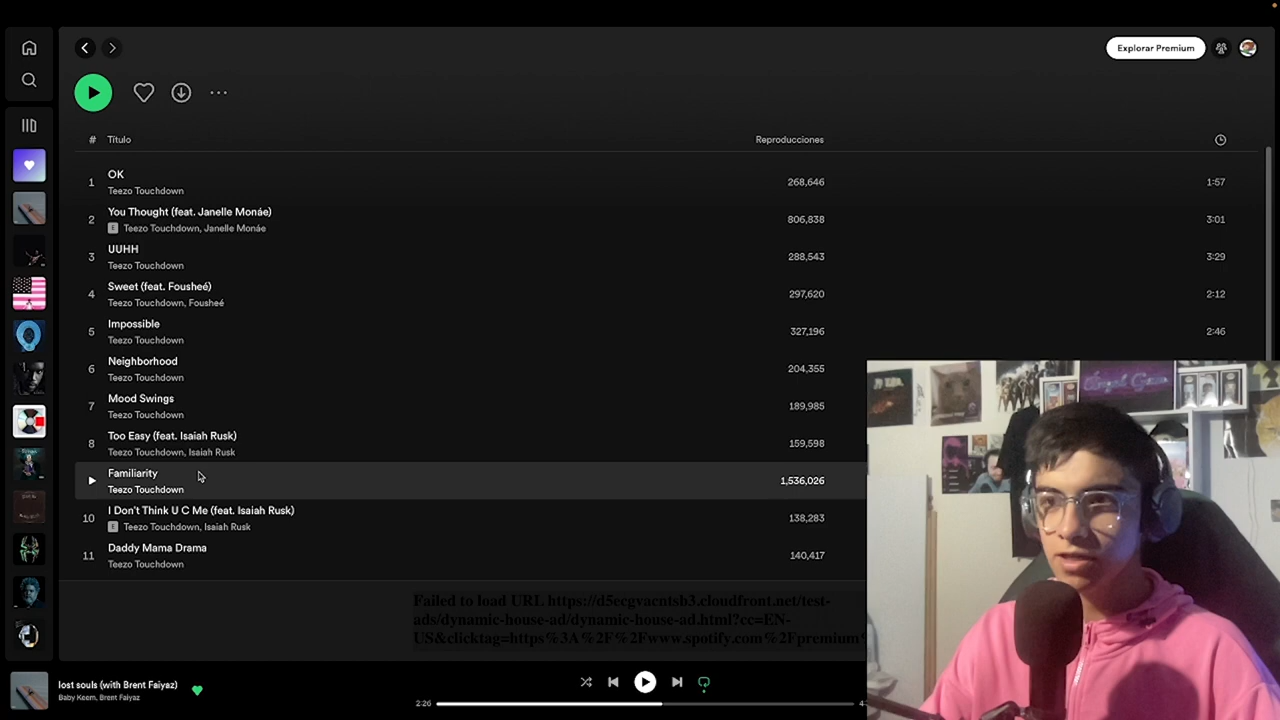 Explorar Premium
# Título Reproducciones
1 OK 268,646 1:57
Teezo Touchdown
2 You Thought (feat. Janelle Monáe) 806,838 3:01
E Teezo Touchdown, Janelle Monáe
3 UUHH 288,543 3:29
Teezo Touchdown
4 Sweet (feat. Fousheé) 297,620 2:12
Teezo Touchdown, Fousheé
5 Impossible 327,196 2:46
Teezo Touchdown
6 Neighborhood 204,355
Teezo Touchdown
7 Mood Swings 189,985
Teezo Touchdown
8 Too Easy (feat. Isaiah Rusk) 159,598
Teezo Touchdown, Isaiah Rusk
Familiarity 1,536,026
Teezo Touchdown
10 I Don't Think U C Me (feat. Isaiah Rusk) 138,283
E Teezo Touchdown, Isaiah Rusk
11 Daddy Mama Drama 140,417
Teezo Touchdown
Failed to load URL https://d5ecgvacntsb3.cloudfront.net/test-
ads/dynamic-house-ad/dynamic-house-ad.html?cc=EN-
US&clicktag=https%3A%2F%2Fwww.spotify.com%2Fpremium%
lost souls (with Brent Faiyaz)
Baby Keem, Brent Faiyaz
2:26